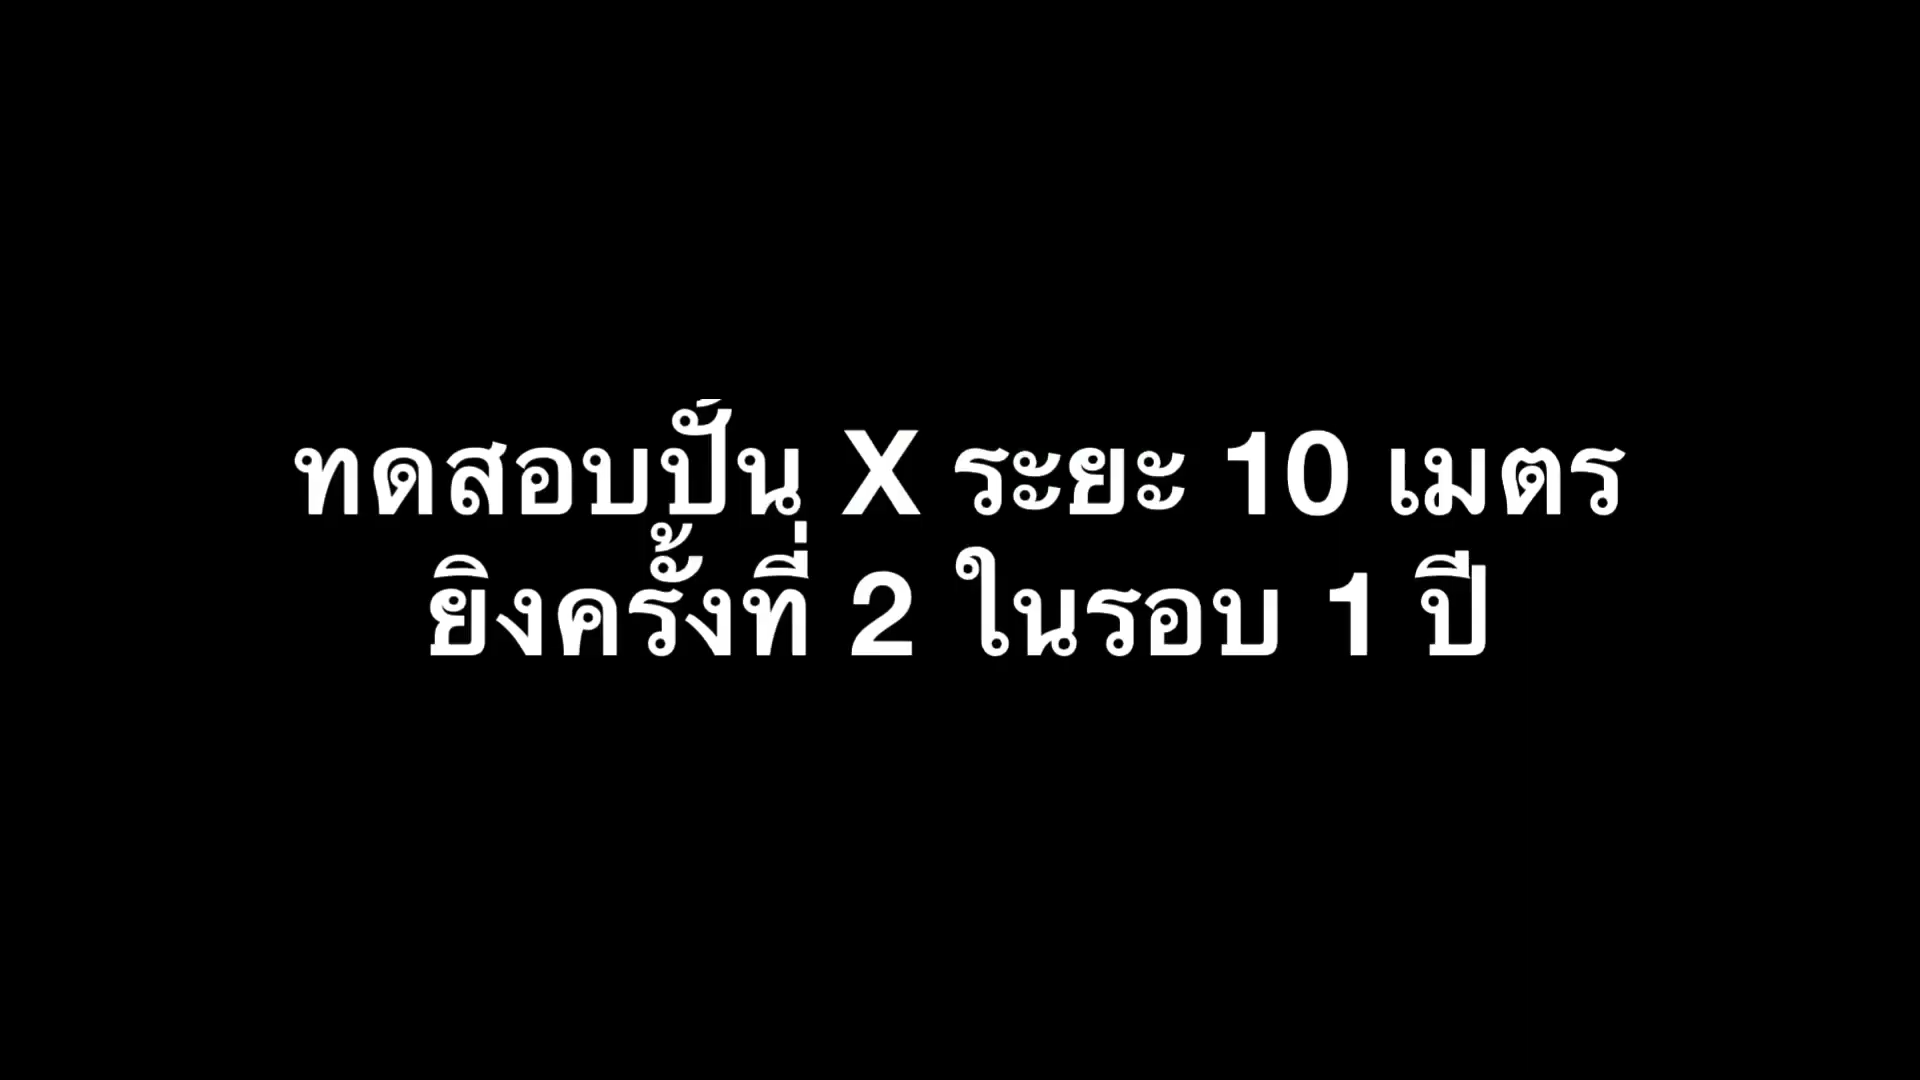 ทดสอบปั้น X ระยะ 10 เมตร
ยิงครั้งที่ 2 ในรอบ 1 ปี